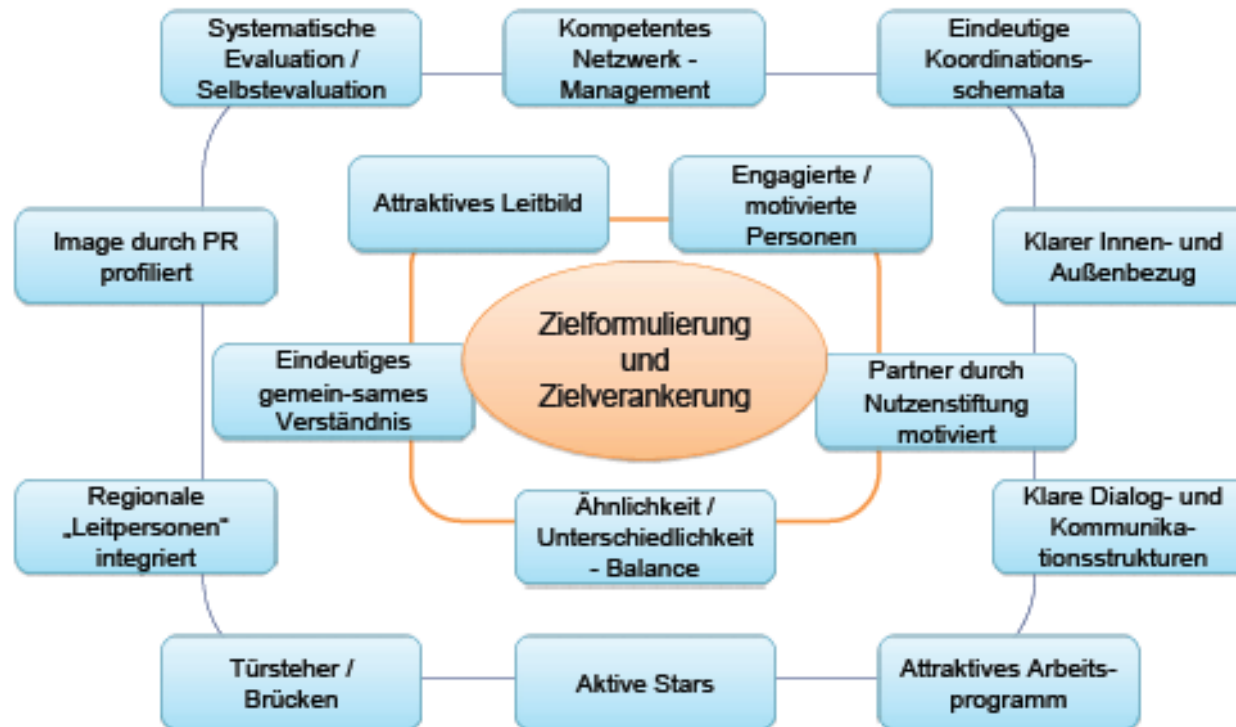 Systematische
Evaluation /
Selbstevaluation
Kompetentes
Netzwerk -
Management
Eindeutige
Koordinations-
schemata
Attraktives Leitbild
Engagierte /
motivierte
Personen
Image durch PR
profiliert
Klarer Innen- und
Außenbezug
Zielformulierung
und
Zielverankerung
Eindeutiges
gemein-sames
Verständnis
Partner durch
Nutzenstiftung
motiviert
Regionale
„Leitpersonen“
integriert
Ähnlichkeit /
Unterschiedlichkeit
- Balance
Klare Dialog- und
Kommunika-
tionsstrukturen
Türsteher /
Brücken
Aktive Stars
Attraktives Arbeits-
programm